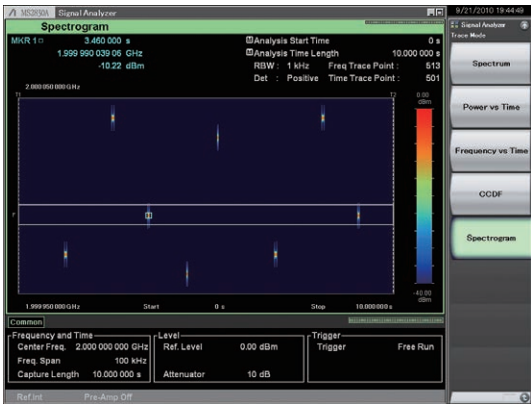 MS2830A Signal Analyzer
9/21/2010 19:44:49
Spectrogram
MKR 1 3.460 000 s
1.999 990 039 06 GHz
-10.22 dBm
Analysis Start Time 0 s
Analysis Time Length 10.000 000 s
RBW : 1 kHz Freq Trace Point : 513
Det : Positive Time Trace Point : 501
2.000 050 000 GHz
T1
T2
0.00
dBm
F
-40.00
dBm
1.999 950 000 GHz Start 0 s Stop 10.000 000 s
Common
Frequency and Time
Center Freq. 2.000 000 000 GHz
Freq. Span 100 kHz
Capture Length 10.000 000 s
Level
Ref. Level 0.00 dBm
Attenuator 10 dB
Trigger
Trigger Free Run
Ref.Int Pre-Amp Off
Signal Analyzer
Trace Mode
Spectrum
Power vs Time
Frequency vs Time
CCDF
Spectrogram